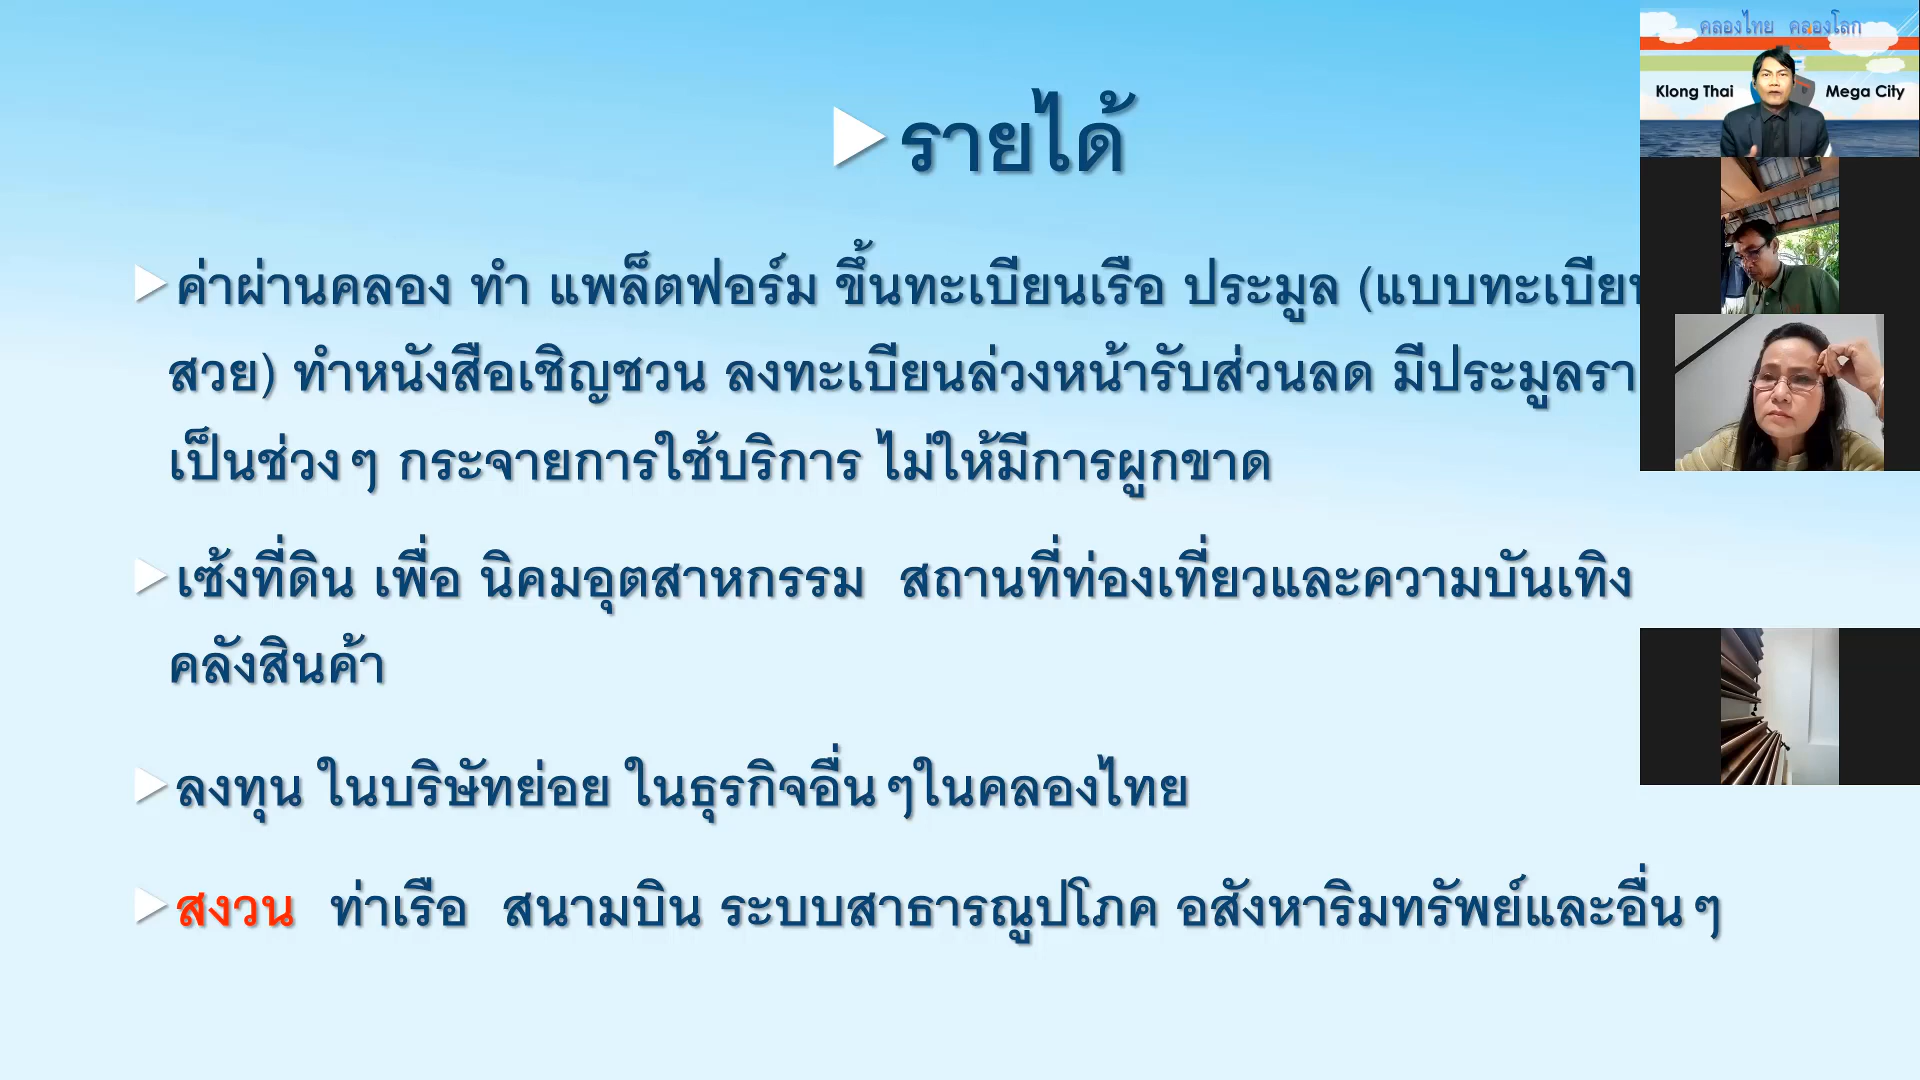 รายได้
ค่าผ่านคลอง ทำ แพล็ตฟอร์ม ขึ้นทะเบียนเรือ ประมูล (แบบทะเบีย
สวย) ทำหนังสือเชิญชวน ลงทะเบียนล่วงหน้ารับส่วนลด มีประมูลรา
เป็นช่วงๆ กระจายการใช้บริการ ไม่ให้มีการผูกขาด
เซ้งที่ดิน เพื่อ นิคมอุตสาหกรรม สถานที่ท่องเที่ยวและความบันเทิง
คลังสินค้า
ลงทุน ในบริษัทย่อย ในธุรกิจอื่นๆในคลองไทย
สงวน ท่าเรือ สนามบิน ระบบสาธารณูปโภค อสังหาริมทรัพย์และอื่นๆ
คลองไทย คลองโลก
Klong Thai Mega City